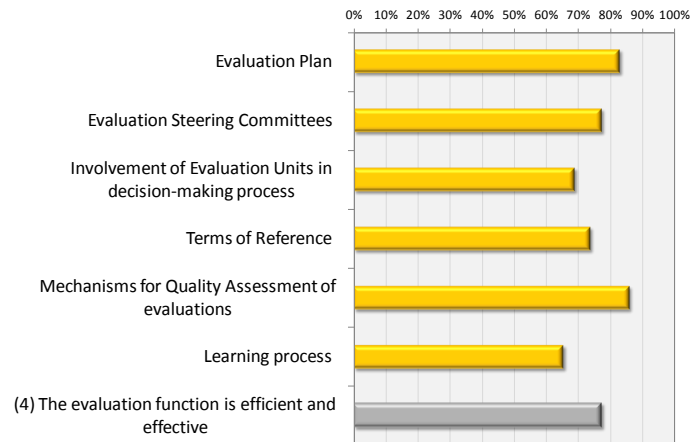 0% 10% 20% 30% 40% 50% 60% 70% 80% 90% 100%
Evaluation Plan
Evaluation Steering Committees
Involvement of Evaluation Units in
decision-making process
Terms of Reference
Mechanisms for Quality Assessment of
evaluations
Learning process
(4) The evaluation function is efficient and
effective